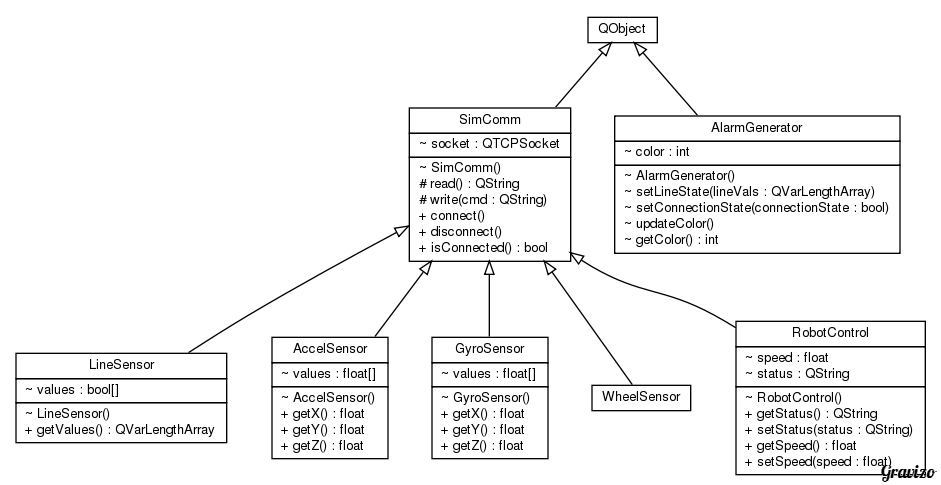 QObject
SimComm
~ socket : QTCPSocket
~ SimComm()
# read() : QString
# write(cmd : QString)
+ connect()
+ disconnect()
+ isConnected() : bool
AlarmGenerator
~ color : int
~ AlarmGenerator()
~ setLineState(lineVals : QVarLengthArray)
~ setConnectionState(connectionState : bool)
~ updateColor()
~ getColor() : int
LineSensor
~ values : bool[]
~ LineSensor()
+ getValues() : QVarLengthArray
AccelSensor
~ values : float[]
~ AccelSensor()
+ getX() : float
+ getY() : float
+ getZ() : float
GyroSensor
~ values : float[]
~ GyroSensor()
+ getX() : float
+ getY() : float
+ getZ() : float
WheelSensor
RobotControl
~ speed : float
~ status : QString
~ RobotControl()
+ getStatus() : QString
+ setStatus(status : QString)
+ getSpeed() : float
+ setSpeed(speed : float)
Gravizo